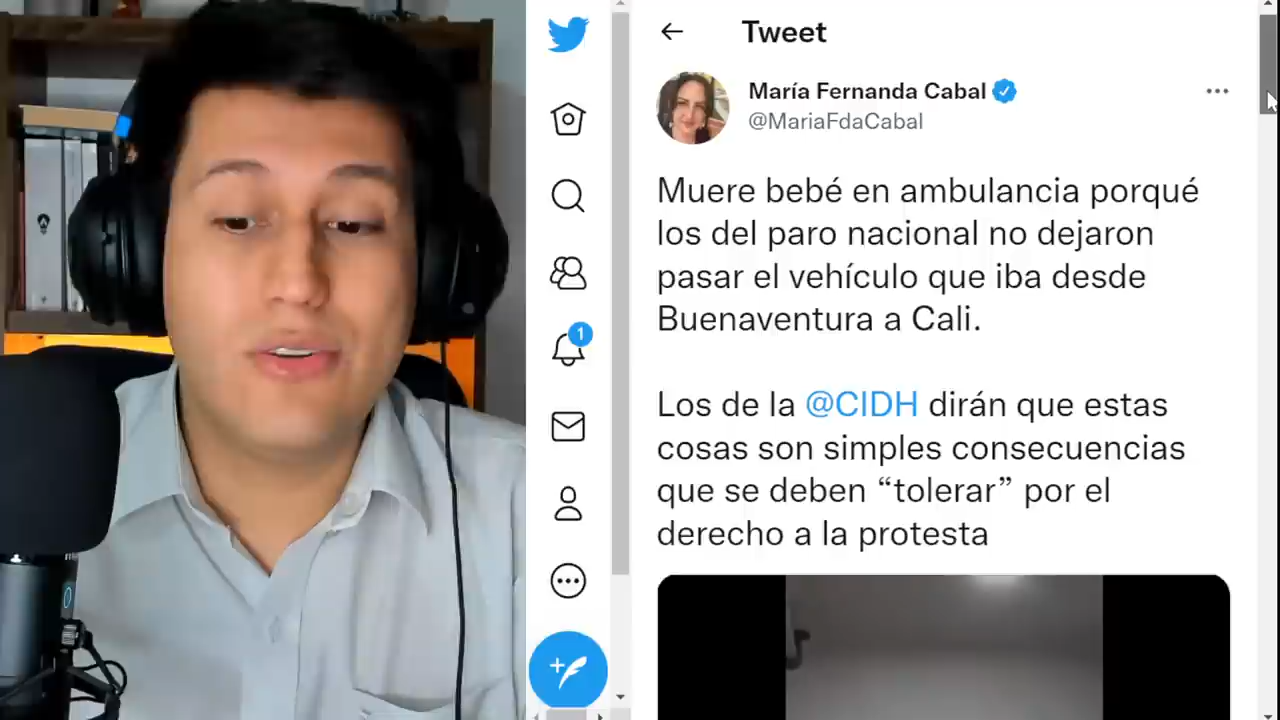 Tweet
María Fernanda Cabal
@MariaFdaCabal
Muere bebé en ambulancia porqué
los del paro nacional no dejaron
pasar el vehículo que iba desde
Buenaventura a Cali.
Los de la @CIDH dirán que estas
cosas son simples consecuencias
que se deben “tolerar” por el
derecho a la protesta
1